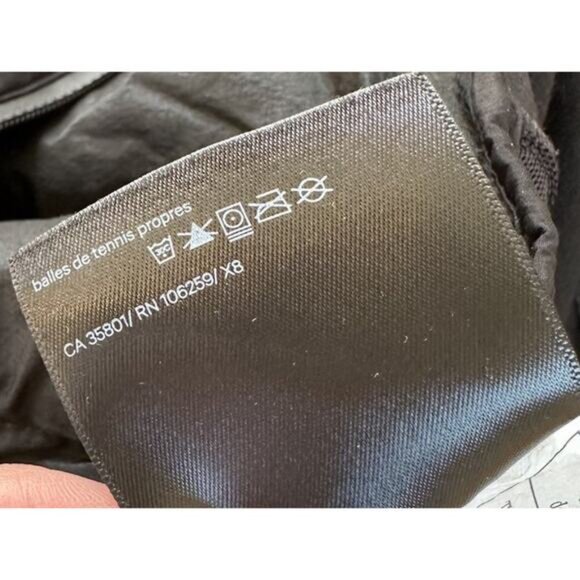 balles de tennis propres
CA 35801/ RN 106259/ X8